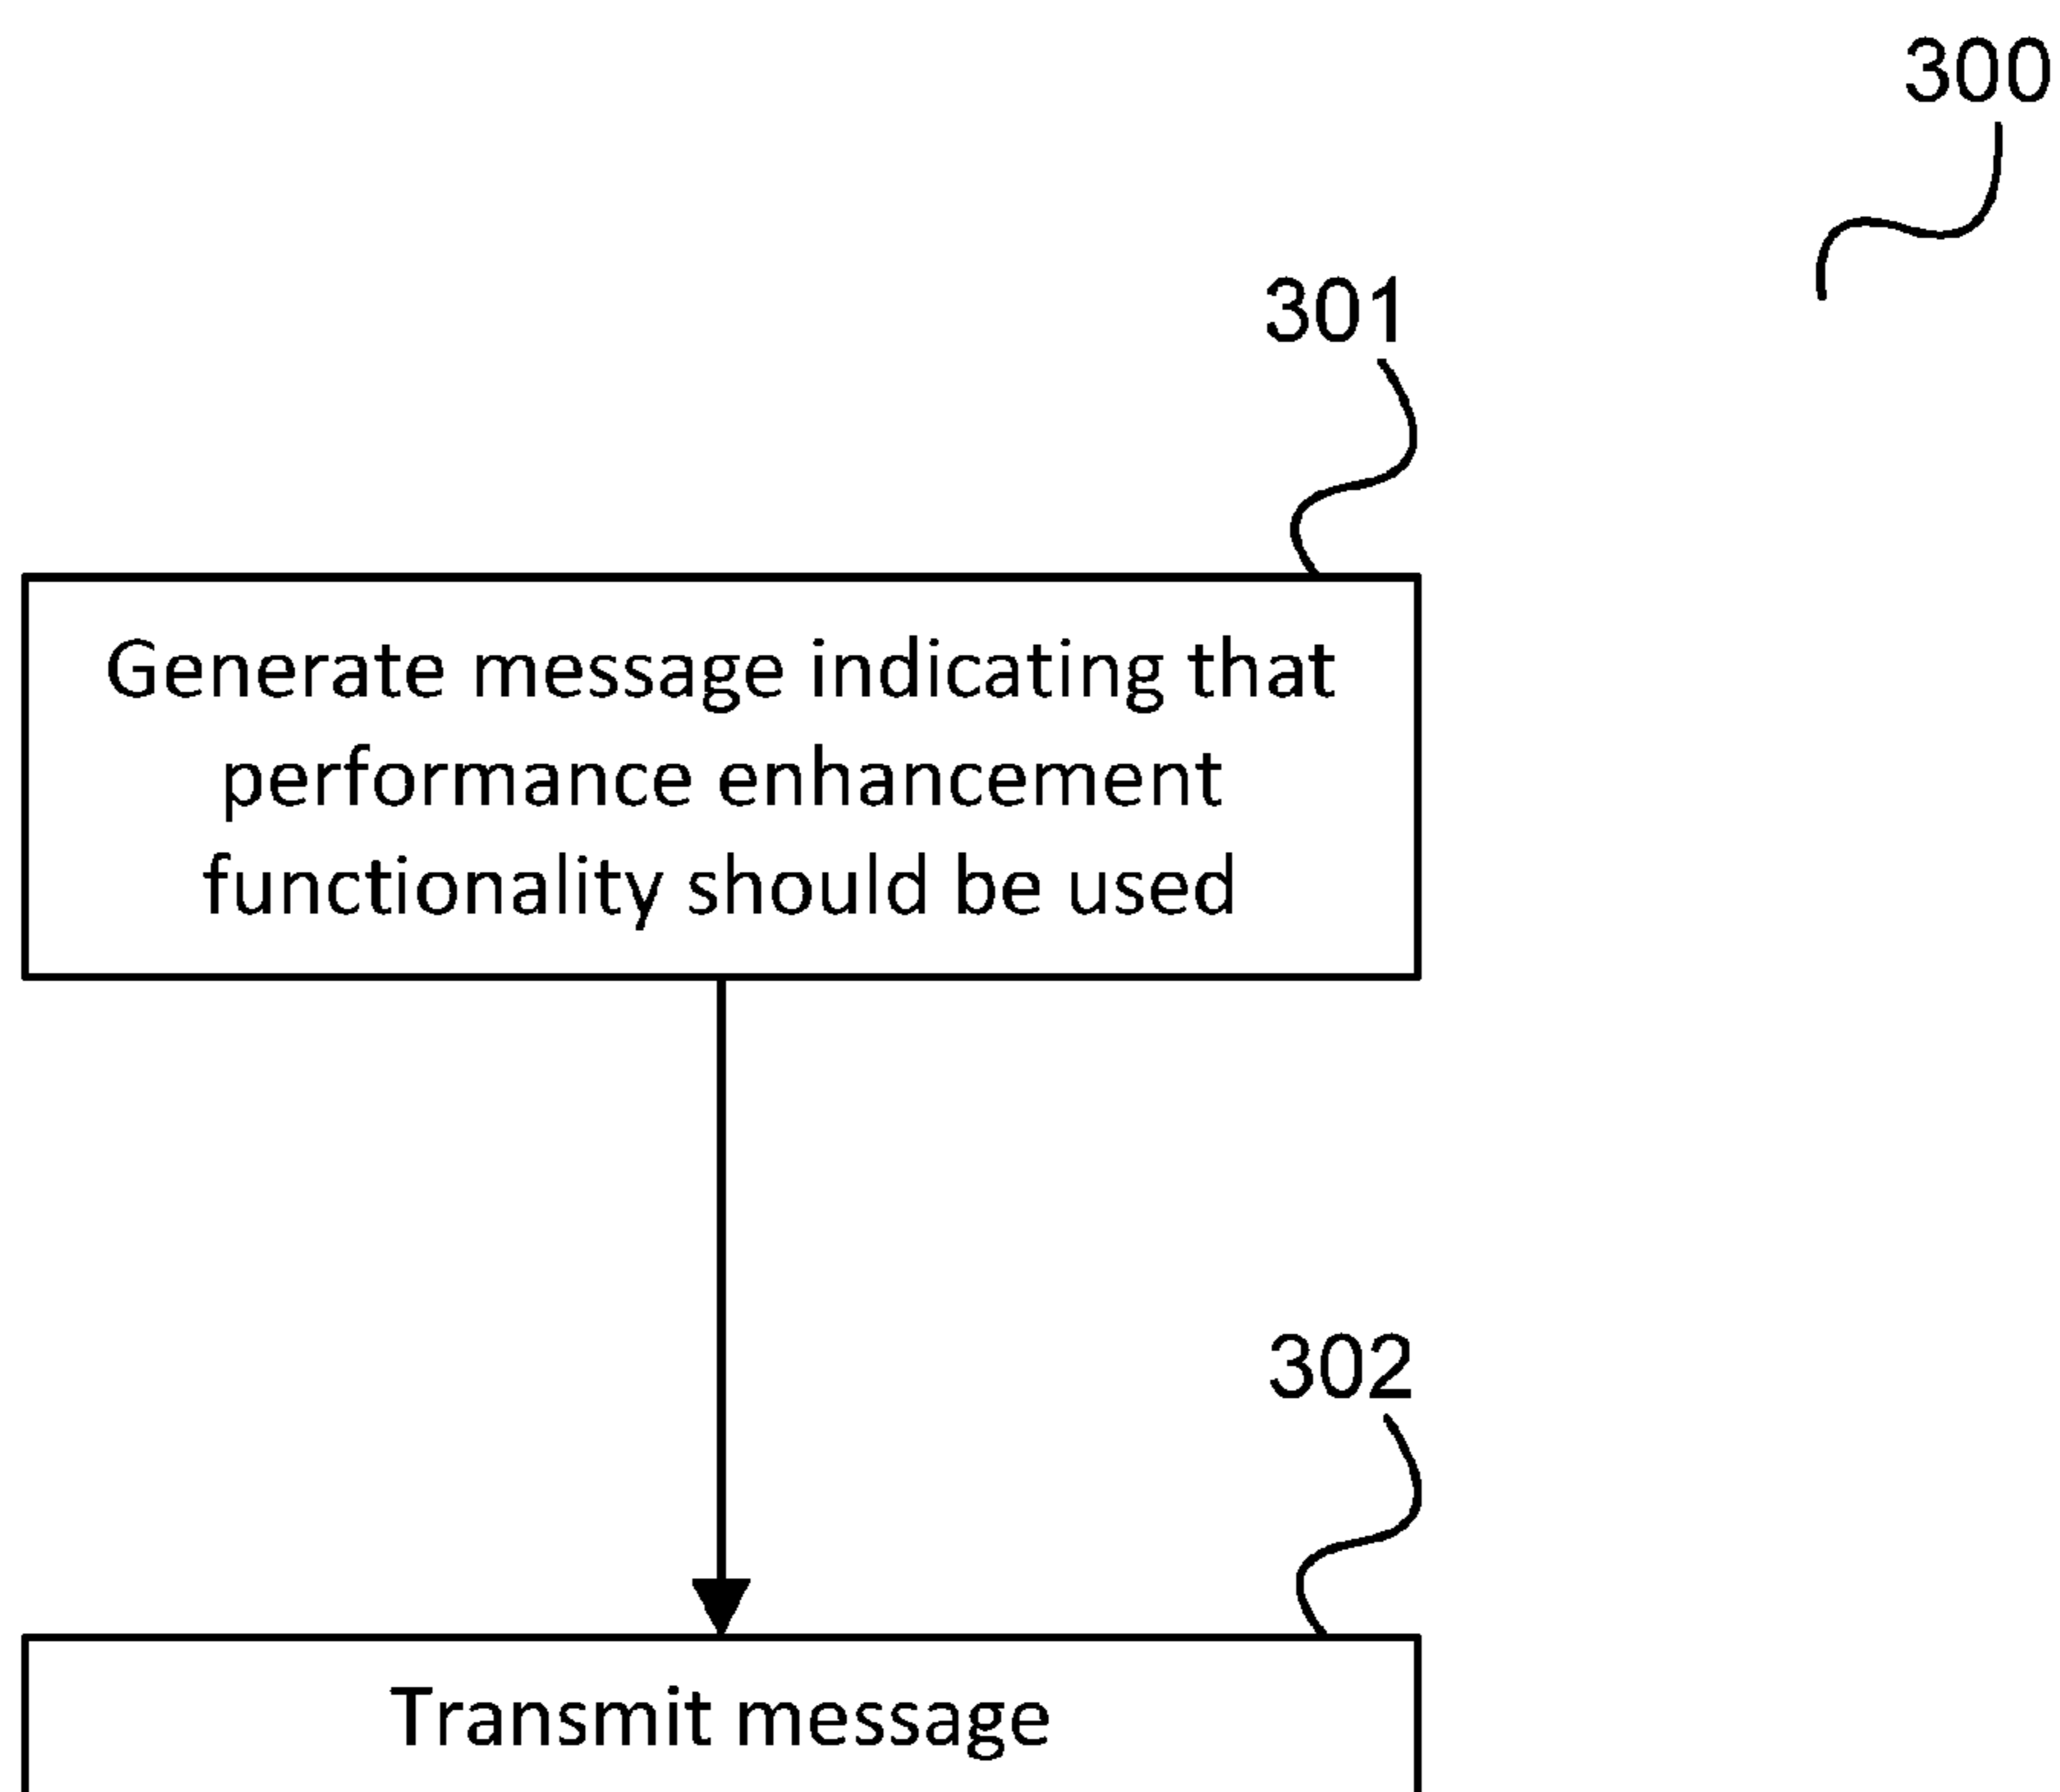 300
301
Generate message indicating that
performance enhancement
functionality should be used
302
Transmit message